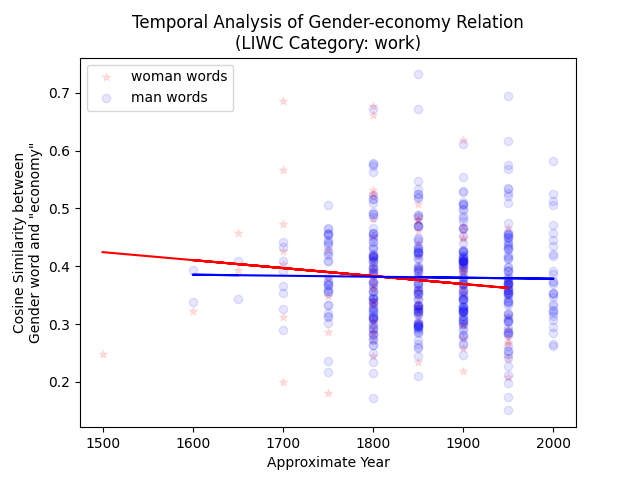 Temporal Analysis of Gender-economy Relation
(LIWC Category: work)
woman words
man words
0.7
0.6
0.5
0.4
0.3
0.2
Cosine Similarity between
Gender word and "economy"
1500 1600 1700 1800 1900 2000
Approximate Year